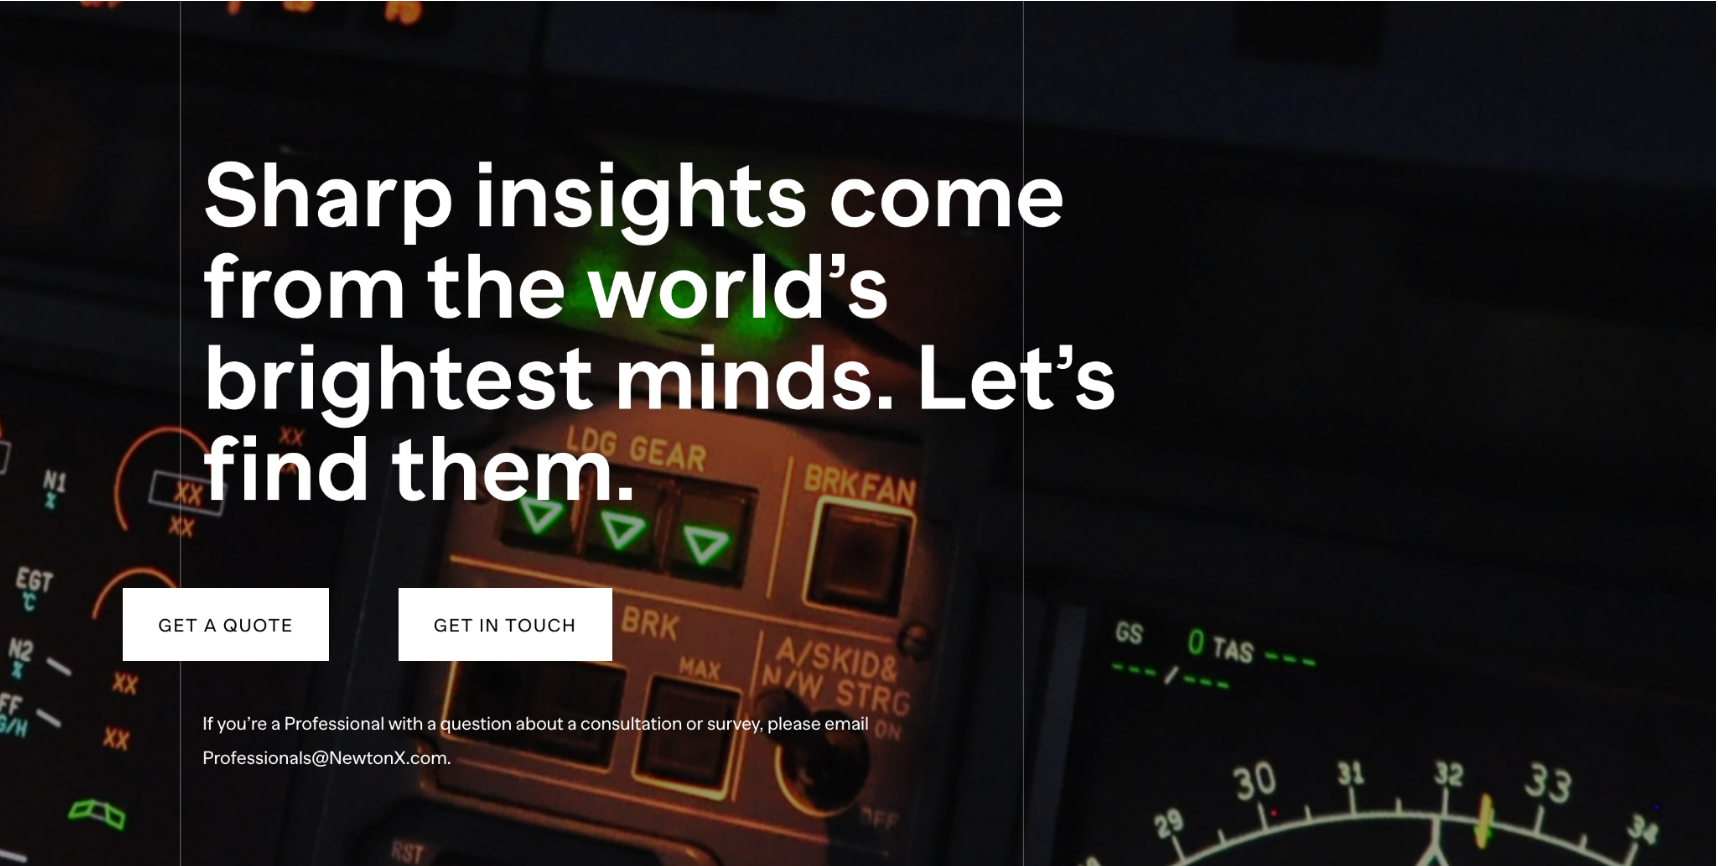 Sharp insights come
from the world's
brightest minds. Let's
find them.
GET A QUOTE
GET IN TOUCH
If you're a Professional with a question about a consultation or survey, please email
Professionals@NewtonX.com.
LDG GEAR
BRK FAN
BRK
MAX
A/SKID&
N/W STRG
ON
OFF
RST
N1
%
XX
XX
XX
EGT
°C
N2
%
XX
FF
XX
GS 0 TAS ---
---/---
29 30 31 32 33 34